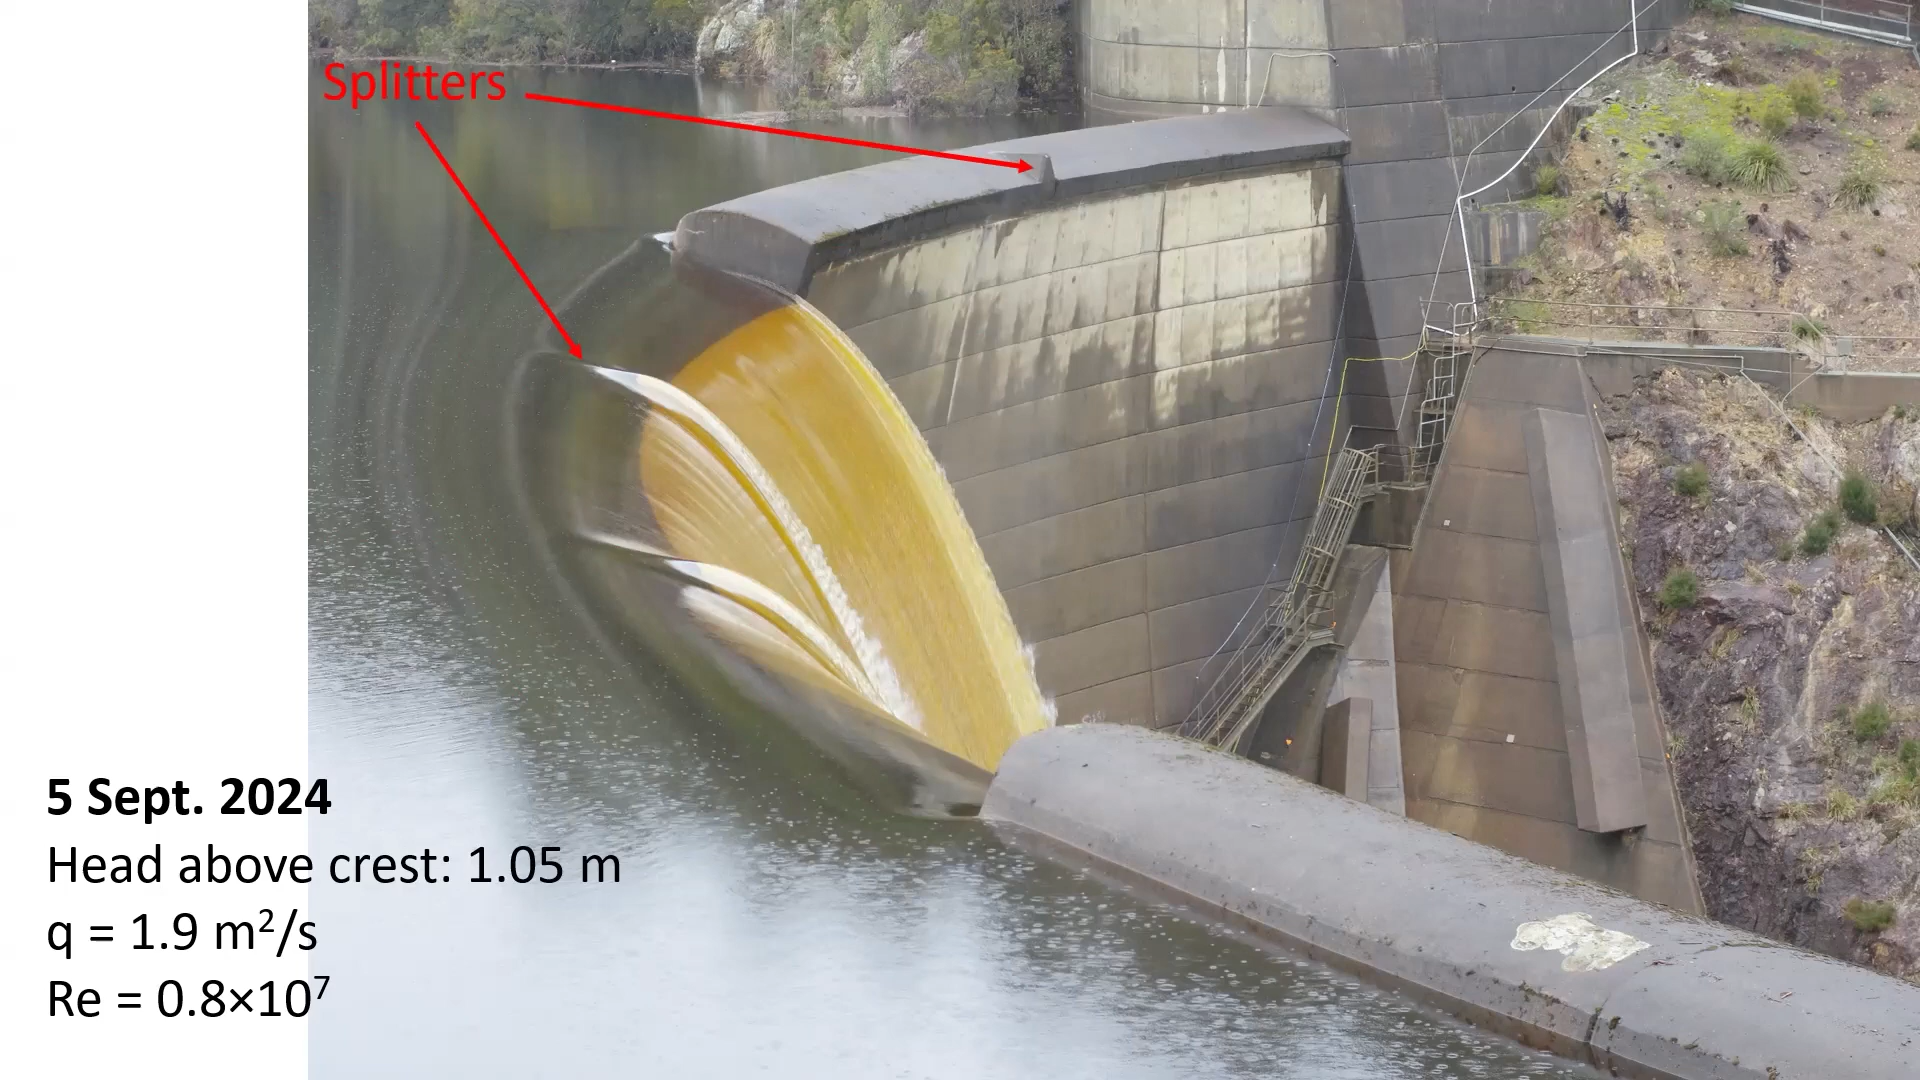 Splitters
5 Sept. 2024
Head above crest: 1.05 m
q = 1.9 m²/s
Re = 0.8×10⁷